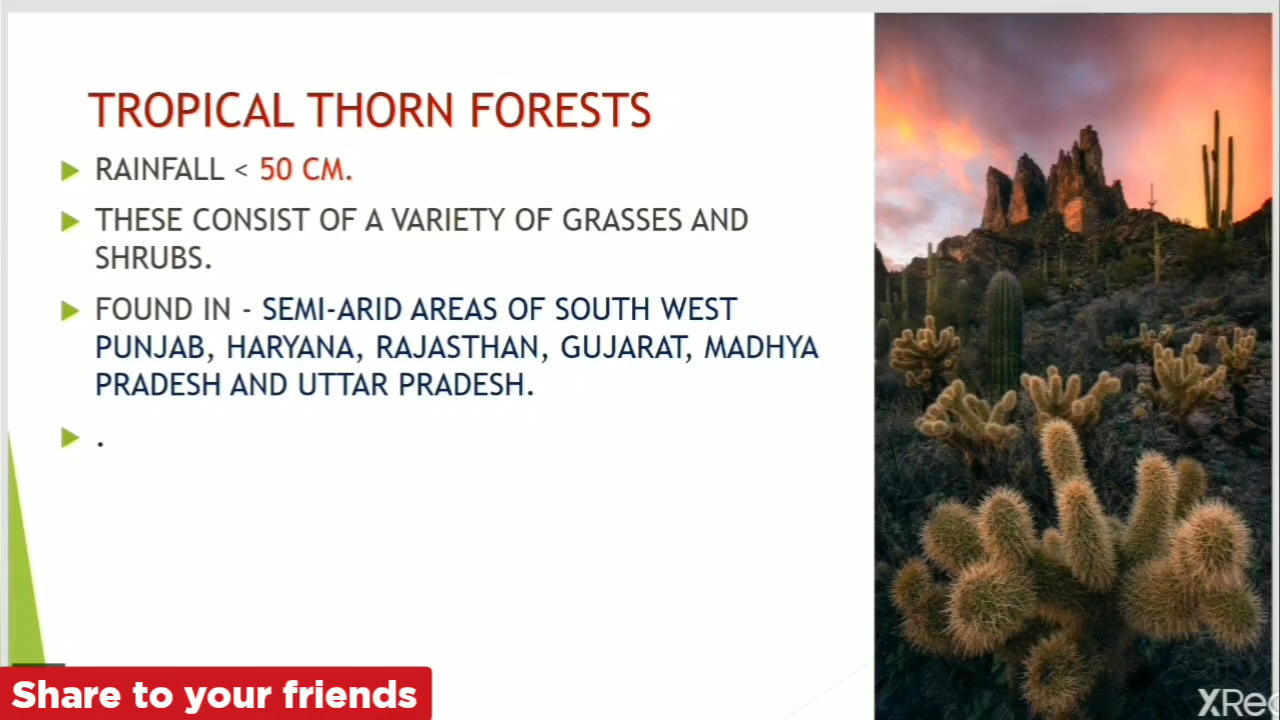 TROPICAL THORN FORESTS
RAINFALL < 50 CM.
THESE CONSIST OF A VARIETY OF GRASSES AND
SHRUBS.
FOUND IN - SEMI-ARID AREAS OF SOUTH WEST
PUNJAB, HARYANA, RAJASTHAN, GUJARAT, MADHYA
PRADESH AND UTTAR PRADESH.
.
Share to your friends
XRec